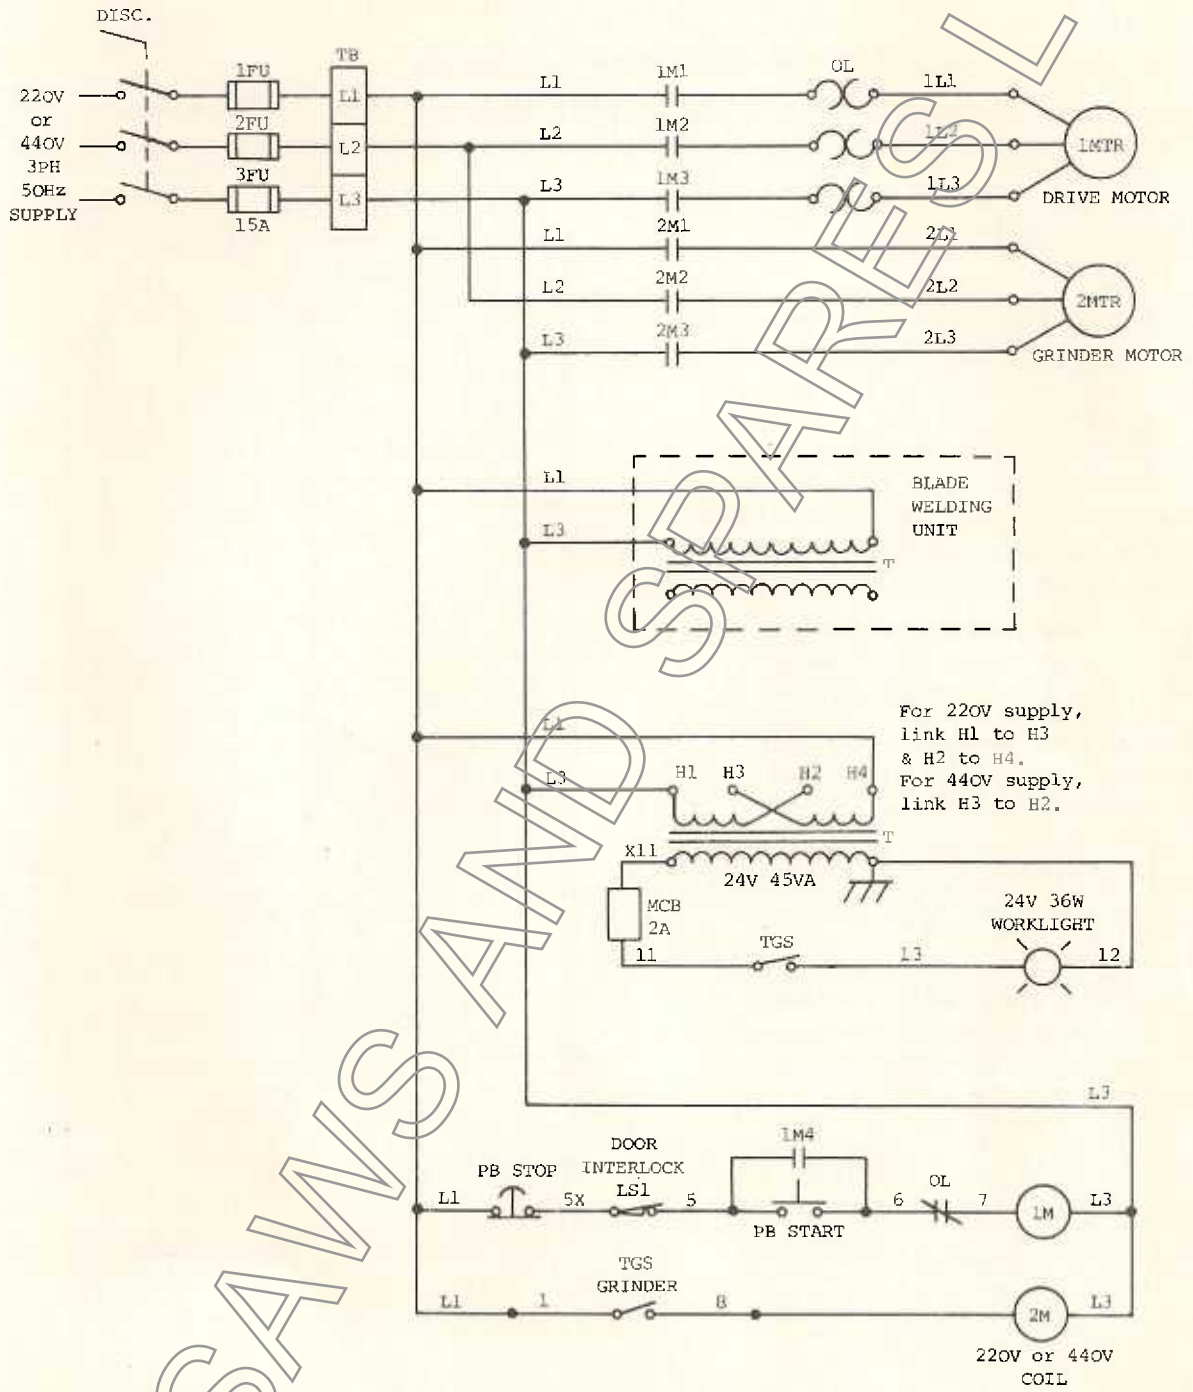 DISC.
TB
1FU
L1
L1
1M1
OL
1L1
220V
or
440V
3PH
50Hz
SUPPLY
2FU
L2
L2
1M2
1L2
1MTR
3FU
L3
L3
1M3
1L3
DRIVE MOTOR
15A
L1
2M1
2L1
L2
2M2
2L2
2MTR
L3
2M3
2L3
GRINDER MOTOR
L1
BLADE
WELDING
UNIT
L3
T
For 220V supply,
link H1 to H3
& H2 to H4.
For 440V supply,
link H3 to H2.
L1
L3
H1 H3 H2 H4
T
X11
24V 45VA
MCB
2A
24V 36W
WORKLIGHT
11
TGS
13
12
L3
1M4
PB STOP
DOOR
INTERLOCK
LS1
L1
5X
5
PB START
6
OL
7
1M
L3
TGS
GRINDER
L1
1
8
2M
L3
220V or 440V
COIL
SAWS AND SPARES L